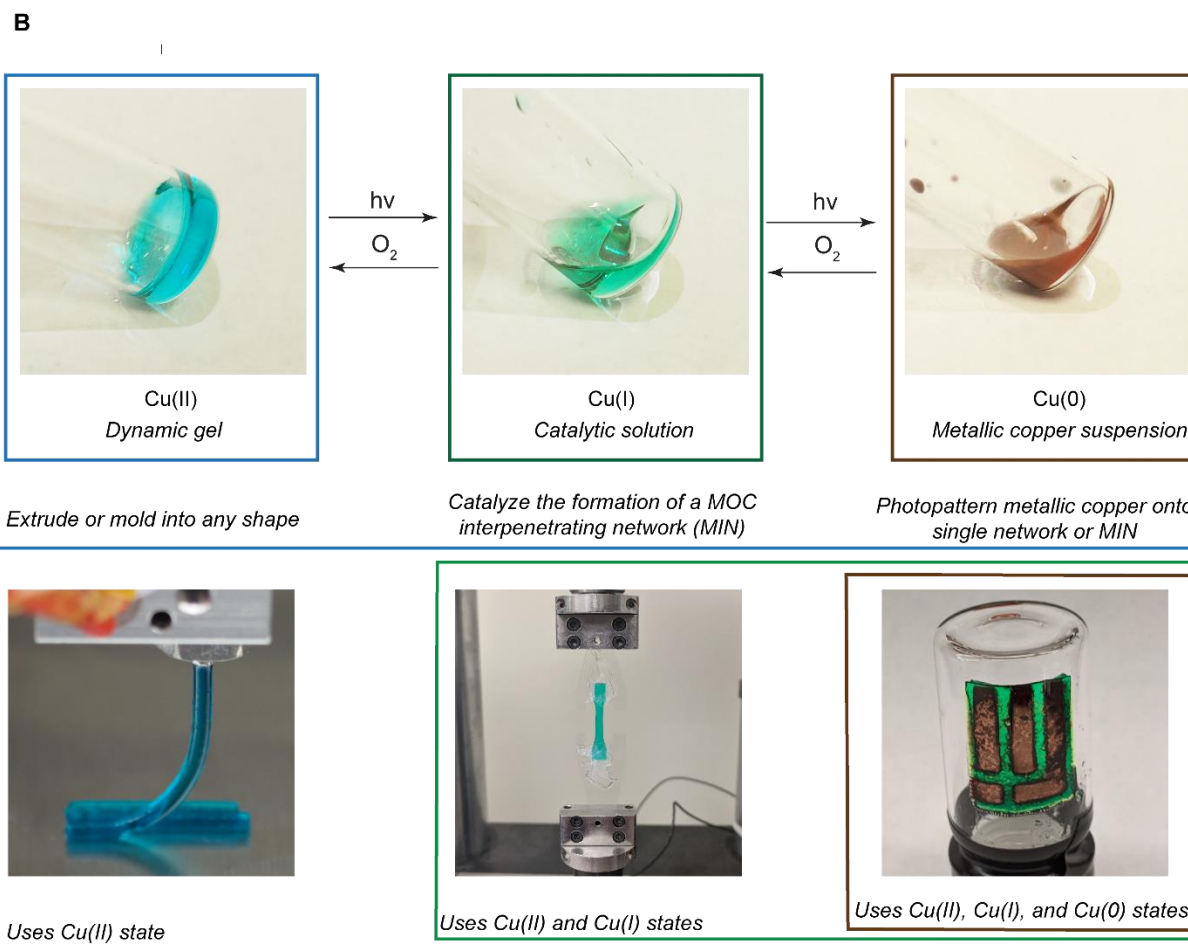 B
hv
O2
hv
O2
Cu(II)
Dynamic gel
Cu(I)
Catalytic solution
Cu(0)
Metallic copper suspension
Extrude or mold into any shape
Catalyze the formation of a MOC
interpenetrating network (MIN)
Photopattern metallic copper onto
single network or MIN
Uses Cu(II) state
Uses Cu(II) and Cu(I) states
Uses Cu(II), Cu(I), and Cu(0) states